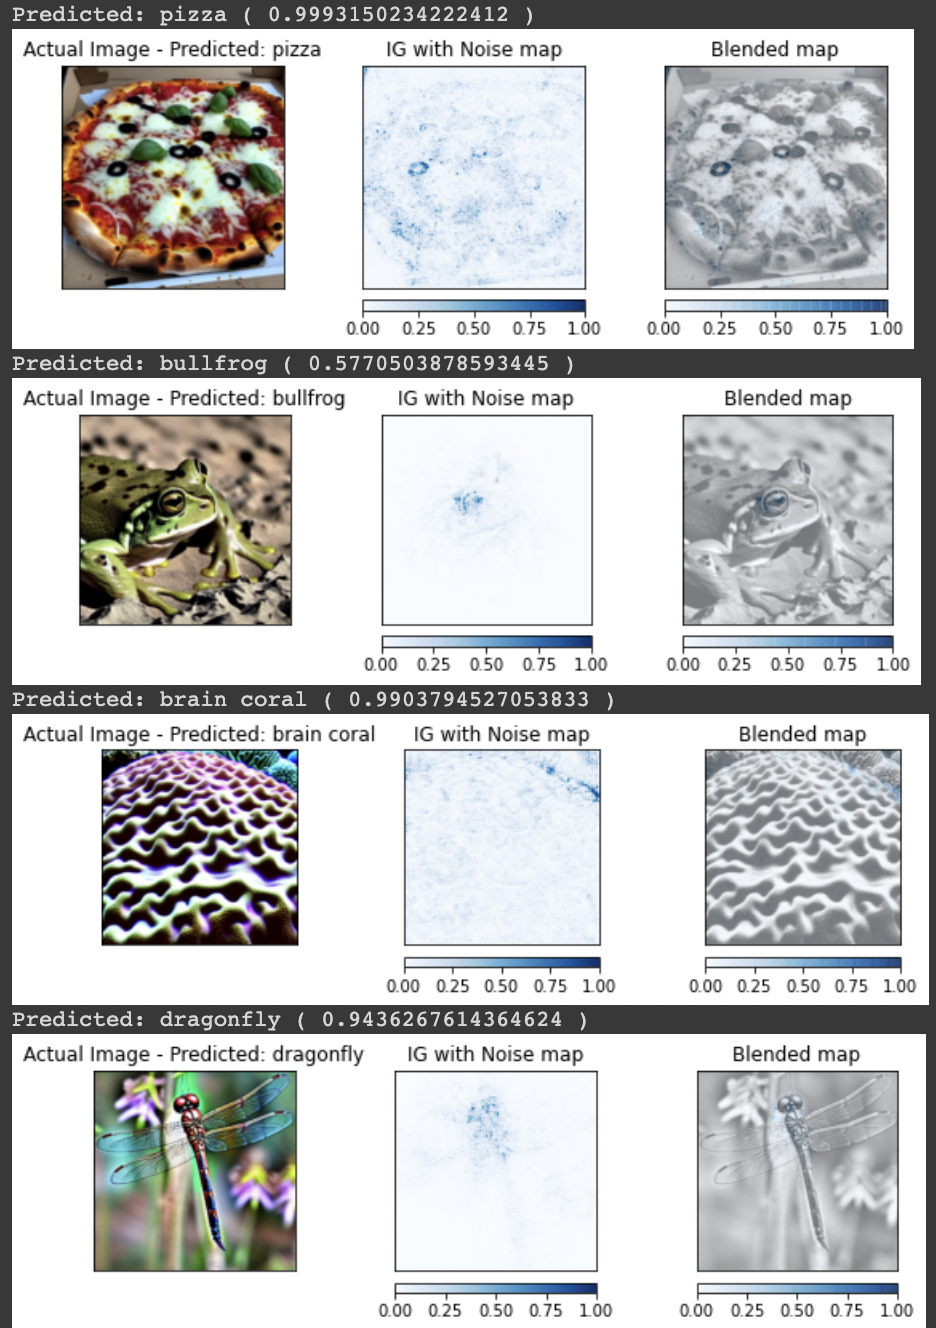 Predicted: pizza ( 0.9993150234222412 )
Actual Image - Predicted: pizza IG with Noise map Blended map
0.00 0.25 0.50 0.75 1.00 0.00 0.25 0.50 0.75 1.00
Predicted: bullfrog ( 0.5770503878593445 )
Actual Image - Predicted: bullfrog IG with Noise map Blended map
0.00 0.25 0.50 0.75 1.00 0.00 0.25 0.50 0.75 1.00
Predicted: brain coral ( 0.9903794527053833 )
Actual Image - Predicted: brain coral IG with Noise map Blended map
0.00 0.25 0.50 0.75 1.00 0.00 0.25 0.50 0.75 1.00
Predicted: dragonfly ( 0.9436267614364624 )
Actual Image - Predicted: dragonfly IG with Noise map Blended map
0.00 0.25 0.50 0.75 1.00 0.00 0.25 0.50 0.75 1.00